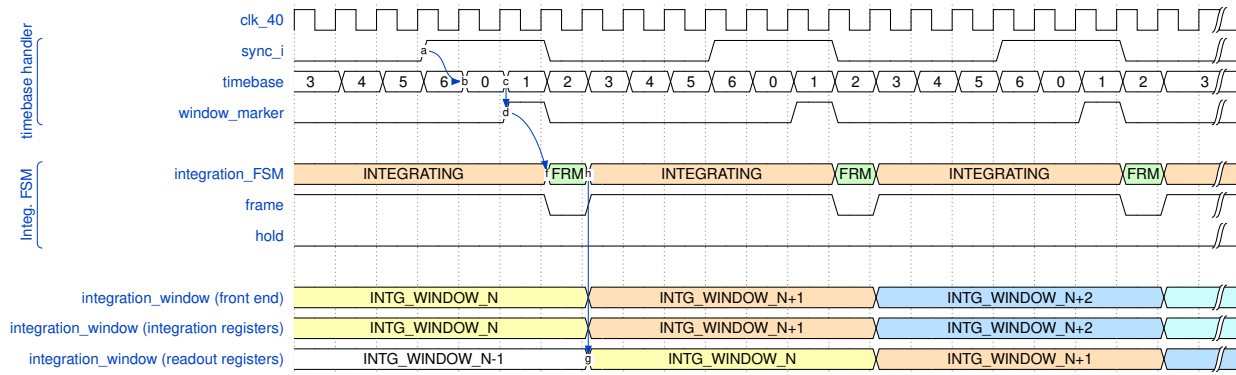 clk_40
timebase handler
sync_i a
timebase 3 4 5 6 b 0 c 1 2 3 4 5 6 0 1 2 3 4 5 6 0 1 2 3
window_marker d
Integ. FSM
integration_FSM INTEGRATING f FRM h INTEGRATING FRM INTEGRATING FRM
frame
hold
integration_window (front end) INTG_WINDOW_N INTG_WINDOW_N+1 INTG_WINDOW_N+2
integration_window (integration registers) INTG_WINDOW_N INTG_WINDOW_N+1 INTG_WINDOW_N+2
integration_window (readout registers) INTG_WINDOW_N-1 g INTG_WINDOW_N INTG_WINDOW_N+1